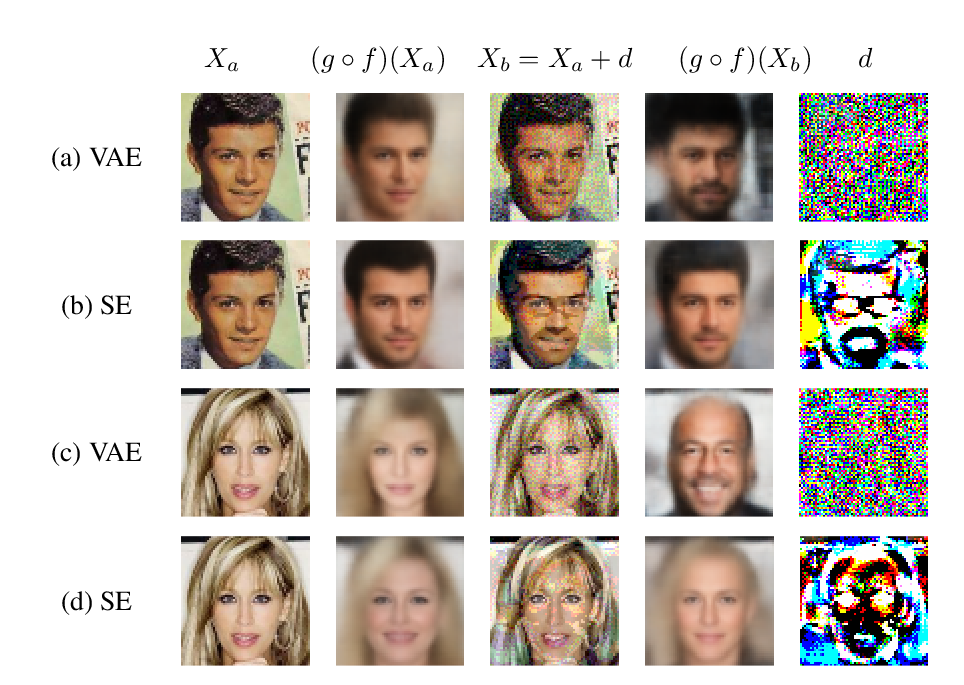 X_a (g ∘ f)(X_a) X_b = X_a + d (g ∘ f)(X_b) d
(a) VAE
(b) SE
(c) VAE
(d) SE